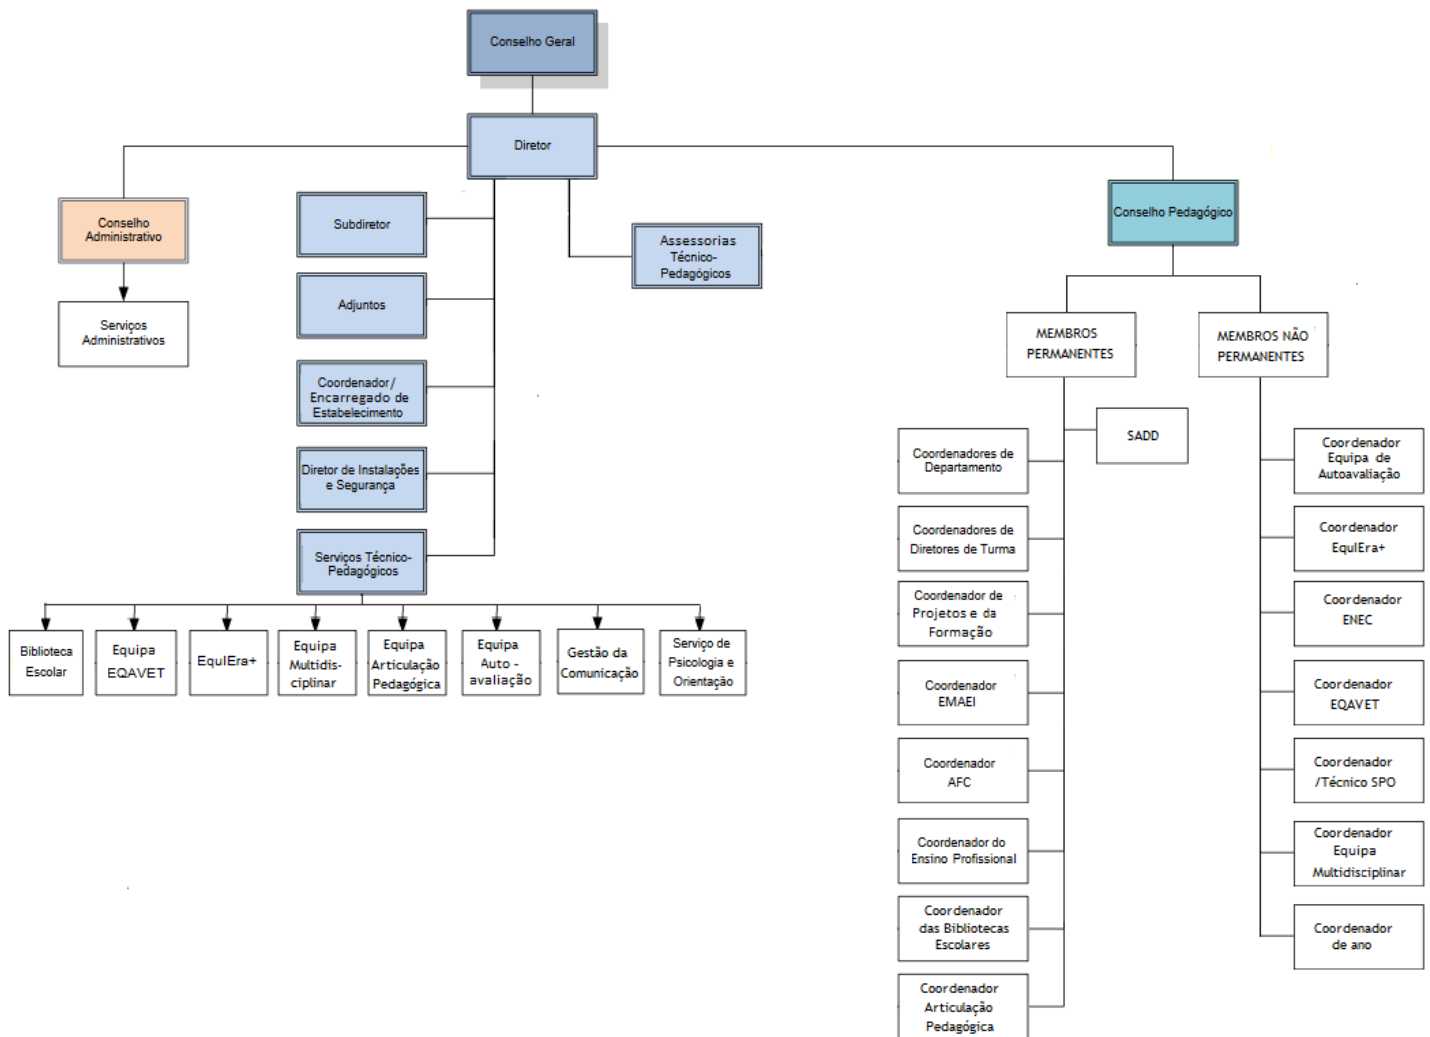 Conselho Geral
Diretor
Conselho
Administrativo
Serviços
Administrativos
Subdiretor
Adjuntos
Coordenador/
Encarregado de
Estabelecimento
Diretor de Instalações
e Segurança
Serviços Técnico-
Pedagógicos
Assessorias
Técnico-
Pedagógicos
Biblioteca
Escolar
Equipa
EQAVET
EquIEra+
Equipa
Multidis-
ciplinar
Equipa
Articulação
Pedagógica
Equipa
Auto -
avaliação
Gestão da
Comunicação
Serviço de
Psicologia e
Orientação
Conselho Pedagógico
MEMBROS
PERMANENTES
SADD
Coordenadores de
Departamento
Coordenadores de
Diretores de Turma
Coordenador de
Projetos e da
Formação
Coordenador
EMAEI
Coordenador
AFC
Coordenador do
Ensino Profissional
Coordenador
das Bibliotecas
Escolares
Coordenador
Articulação
Pedagógica
MEMBROS NÃO
PERMANENTES
Coordenador
Equipa de
Autoavaliação
Coordenador
EquIEra+
Coordenador
ENEC
Coordenador
EQAVET
Coordenador
/Técnico SPO
Coordenador
Equipa
Multidisciplinar
Coordenador
de ano